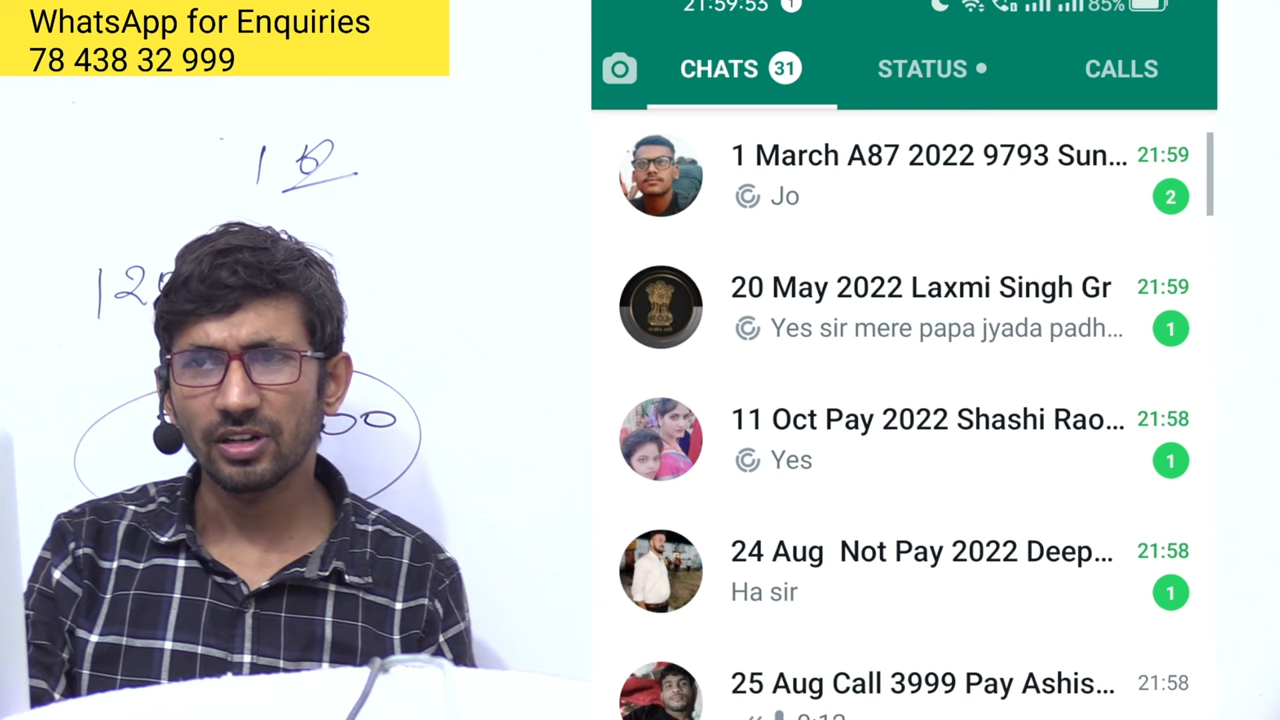 WhatsApp for Enquiries
78 438 32 999
21:59:53
85%
CHATS 31
STATUS
CALLS
1 March A87 2022 9793 Sun... 21:59
Jo 2
20 May 2022 Laxmi Singh Gr 21:59
Yes sir mere papa jyada padh... 1
11 Oct Pay 2022 Shashi Rao... 21:58
Yes 1
24 Aug Not Pay 2022 Deep... 21:58
Ha sir 1
25 Aug Call 3999 Pay Ashis... 21:58